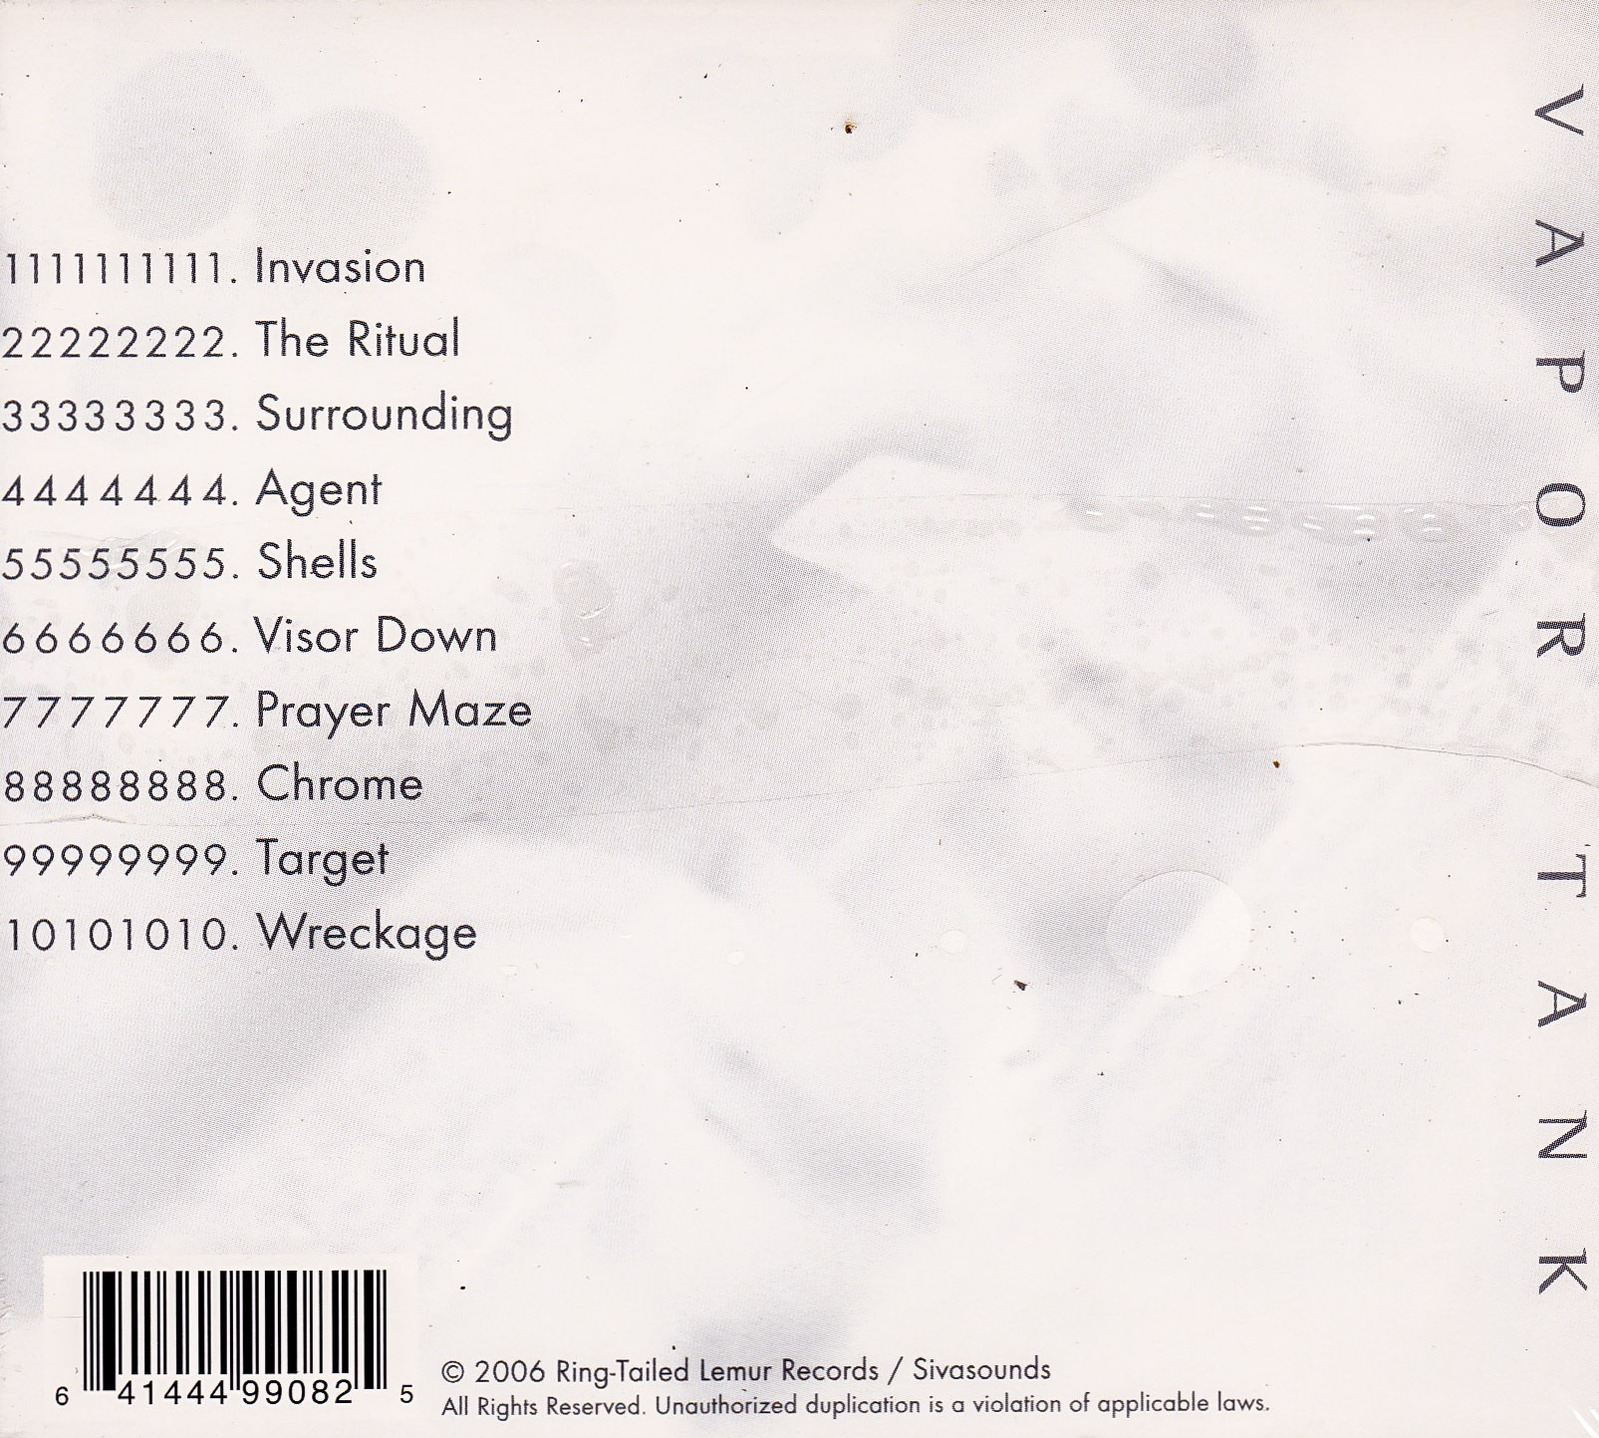 1111111111. Invasion
22222222. The Ritual
33333333. Surrounding
4444444. Agent
55555555. Shells
6666666. Visor Down
7777777. Prayer Maze
88888888. Chrome
99999999. Target
10101010. Wreckage
VAPOR TANK
6 41444 99082 5
© 2006 Ring-Tailed Lemur Records / Sivasounds
All Rights Reserved. Unauthorized duplication is a violation of applicable laws.